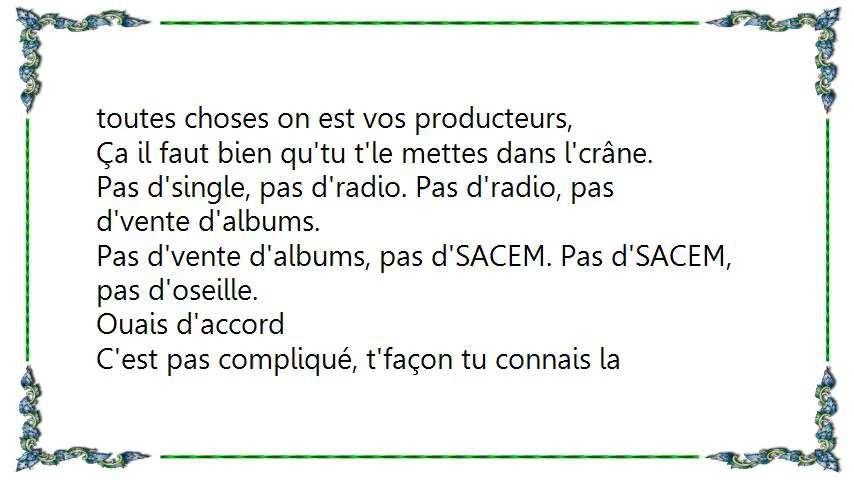 toutes choses on est vos producteurs,
Ça il faut bien qu'tu t'le mettes dans l'crâne.
Pas d'single, pas d'radio. Pas d'radio, pas
d'vente d'albums.
Pas d'vente d'albums, pas d'SACEM. Pas d'SACEM,
pas d'oseille.
Ouais d'accord
C'est pas compliqué, t'façon tu connais la